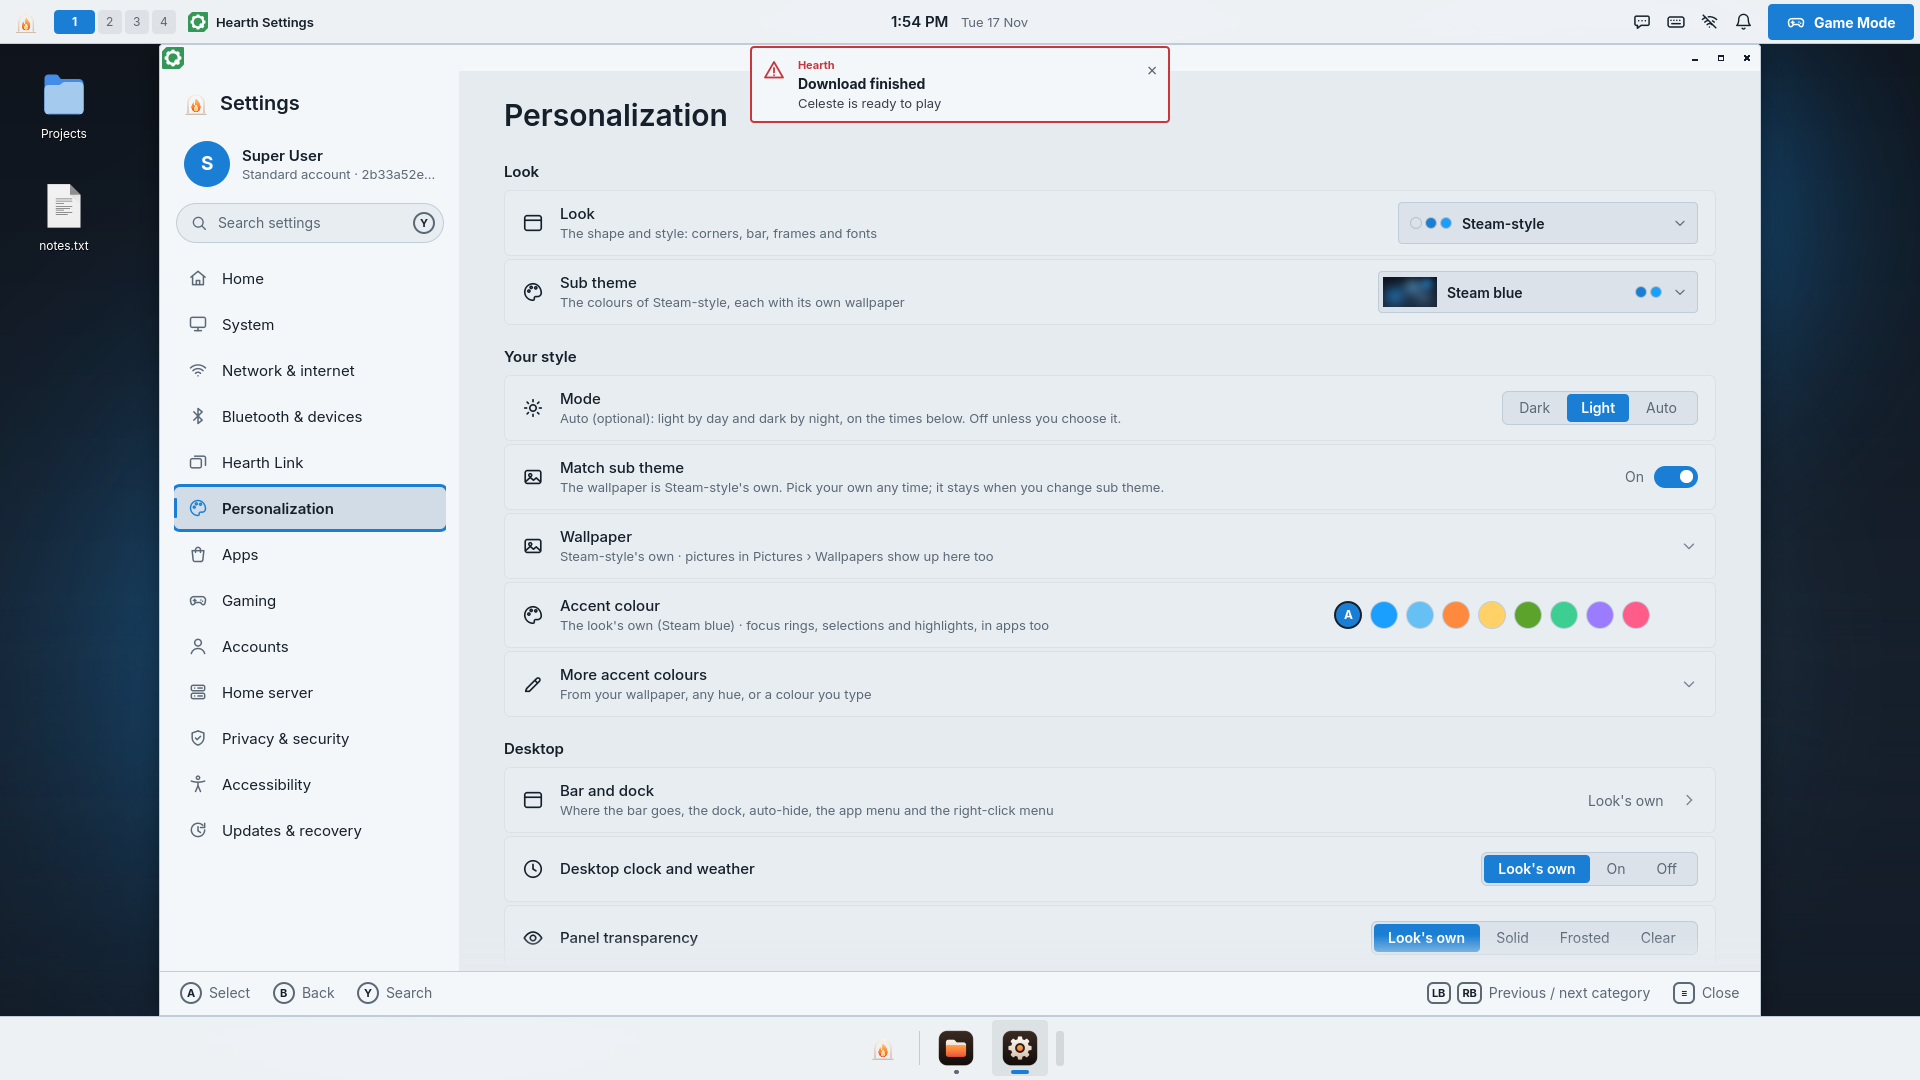 1 2 3 4 Hearth Settings
1:54 PM Tue 17 Nov
Game Mode
Projects
notes.txt
Settings
S
Super User
Standard account · 2b33a52e...
Search settings Y
Home
System
Network & internet
Bluetooth & devices
Hearth Link
Personalization
Apps
Gaming
Accounts
Home server
Privacy & security
Accessibility
Updates & recovery
Hearth
Download finished
Celeste is ready to play
Personalization
Look
Look
The shape and style: corners, bar, frames and fonts
Steam-style
Sub theme
The colours of Steam-style, each with its own wallpaper
Steam blue
Your style
Mode
Auto (optional): light by day and dark by night, on the times below. Off unless you choose it.
Dark Light Auto
Match sub theme
The wallpaper is Steam-style's own. Pick your own any time; it stays when you change sub theme.
On
Wallpaper
Steam-style's own · pictures in Pictures › Wallpapers show up here too
Accent colour
The look's own (Steam blue) · focus rings, selections and highlights, in apps too
A
More accent colours
From your wallpaper, any hue, or a colour you type
Desktop
Bar and dock
Where the bar goes, the dock, auto-hide, the app menu and the right-click menu
Look's own
Desktop clock and weather
Look's own On Off
Panel transparency
Look's own Solid Frosted Clear
A Select B Back Y Search
LB RB Previous / next category Close